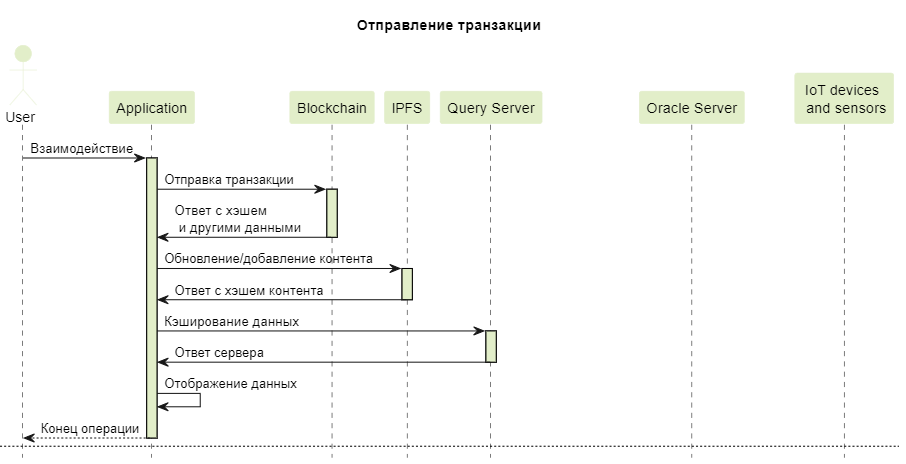 Отправление транзакции
User
Application
Blockchain
IPFS
Query Server
Oracle Server
IoT devices
and sensors
Взаимодействие
Отправка транзакции
Ответ с хэшем
и другими данными
Обновление/добавление контента
Ответ с хэшем контента
Кэширование данных
Ответ сервера
Отображение данных
Конец операции